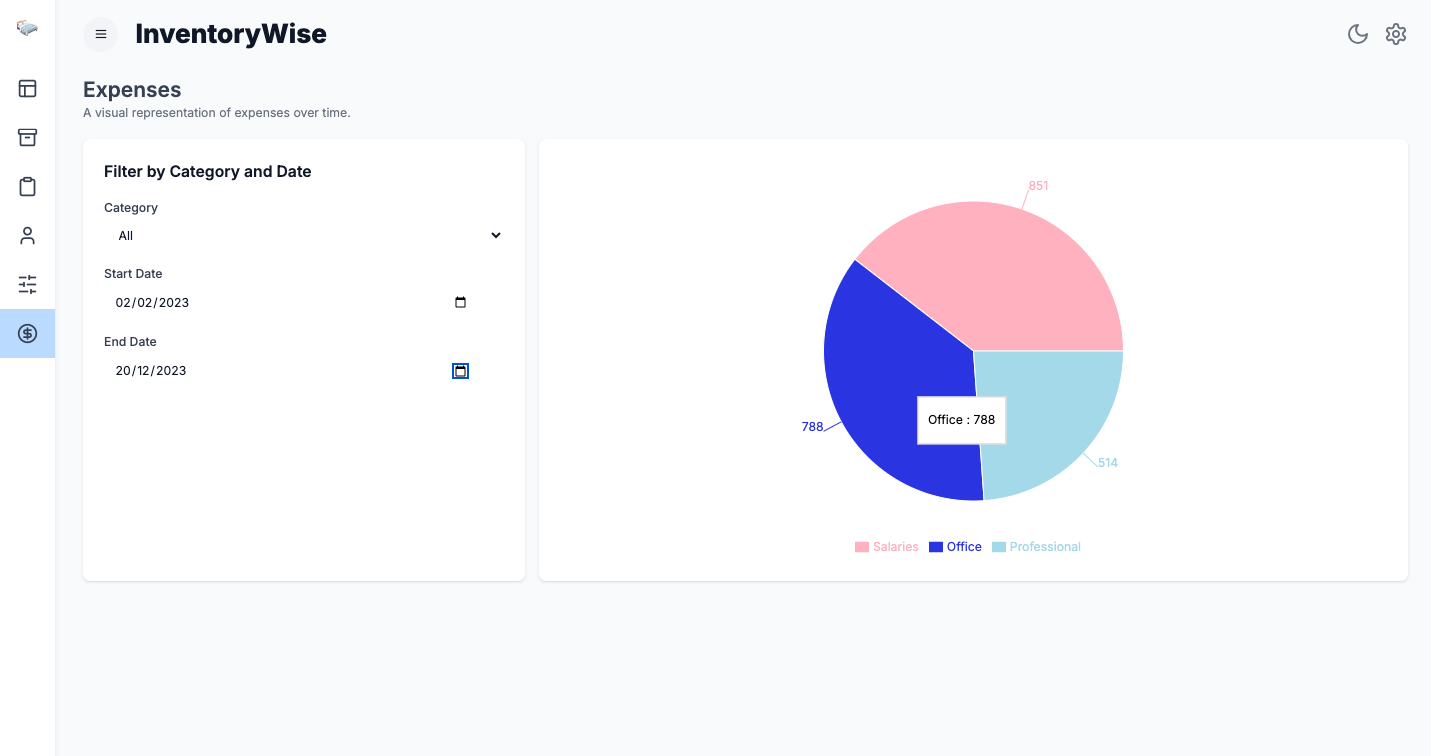 InventoryWise
Expenses
A visual representation of expenses over time.
Filter by Category and Date
Category
All
Start Date
02/02/2023
End Date
20/12/2023
851
788
Office : 788
514
Salaries Office Professional